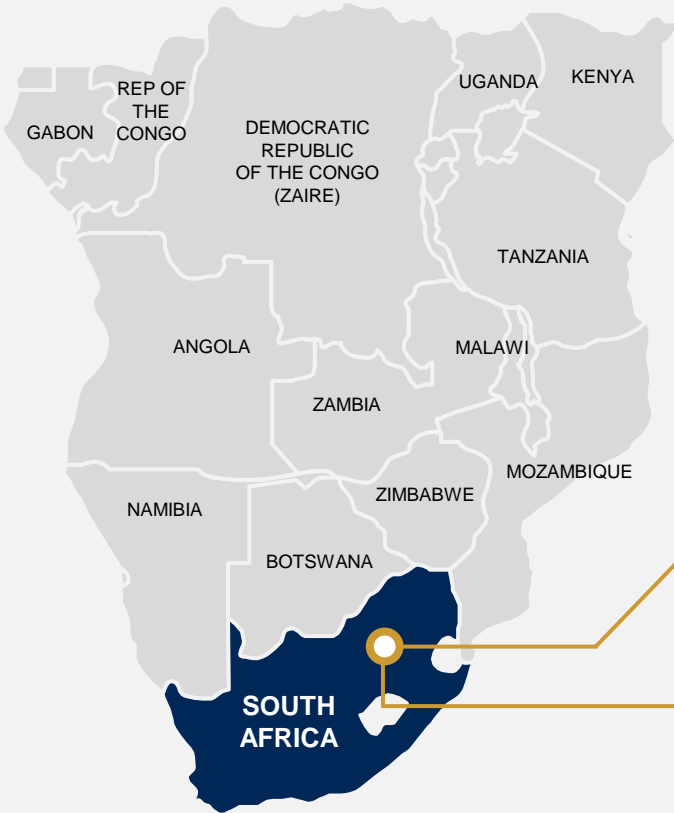 UGANDA
KENYA
REP OF
THE
CONGO
GABON
DEMOCRATIC
REPUBLIC
OF THE CONGO
(ZAIRE)
TANZANIA
ANGOLA
MALAWI
ZAMBIA
MOZAMBIQUE
ZIMBABWE
NAMIBIA
BOTSWANA
SOUTH
AFRICA